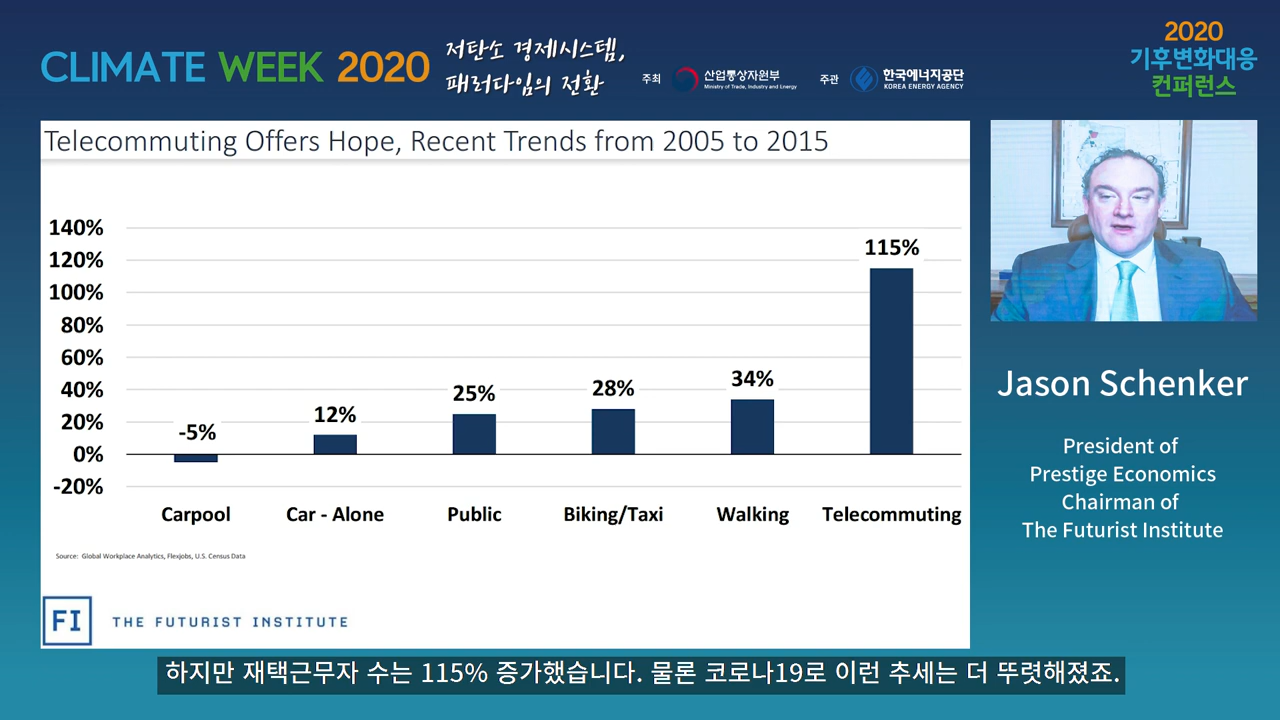 CLIMATE WEEK 2020
저탄소 경제시스템,
패러다임의 전환
주최
산업통상자원부
Ministry of Trade, Industry and Energy
주관
한국에너지공단
KOREA ENERGY AGENCY
2020
기후변화대응
컨퍼런스
Telecommuting Offers Hope, Recent Trends from 2005 to 2015
140%
120%
100%
80%
60%
40%
20%
0%
-20%
-5%
12%
25%
28%
34%
115%
Carpool
Car - Alone
Public
Biking/Taxi
Walking
Telecommuting
Source: Global Workplace Analytics, Flexjobs, U.S. Census Data
FI
THE FUTURIST INSTITUTE
Jason Schenker
President of
Prestige Economics
Chairman of
The Futurist Institute
하지만 재택근무자 수는 115% 증가했습니다. 물론 코로나19로 이런 추세는 더 뚜렷해졌죠.